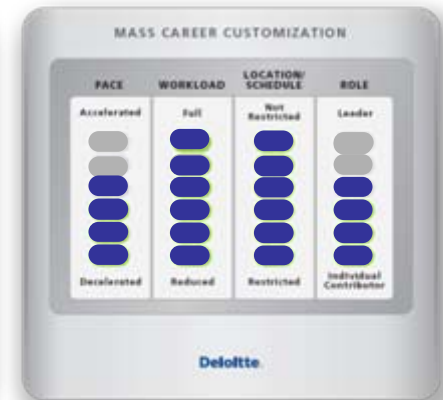 MASS CAREER CUSTOMIZATION
PACE
WORKLOAD
LOCATION/
SCHEDULE
ROLE
Accelerated
Full
Not
Restricted
Leader
Decelerated
Reduced
Restricted
Individual
Contributor
Deloitte.